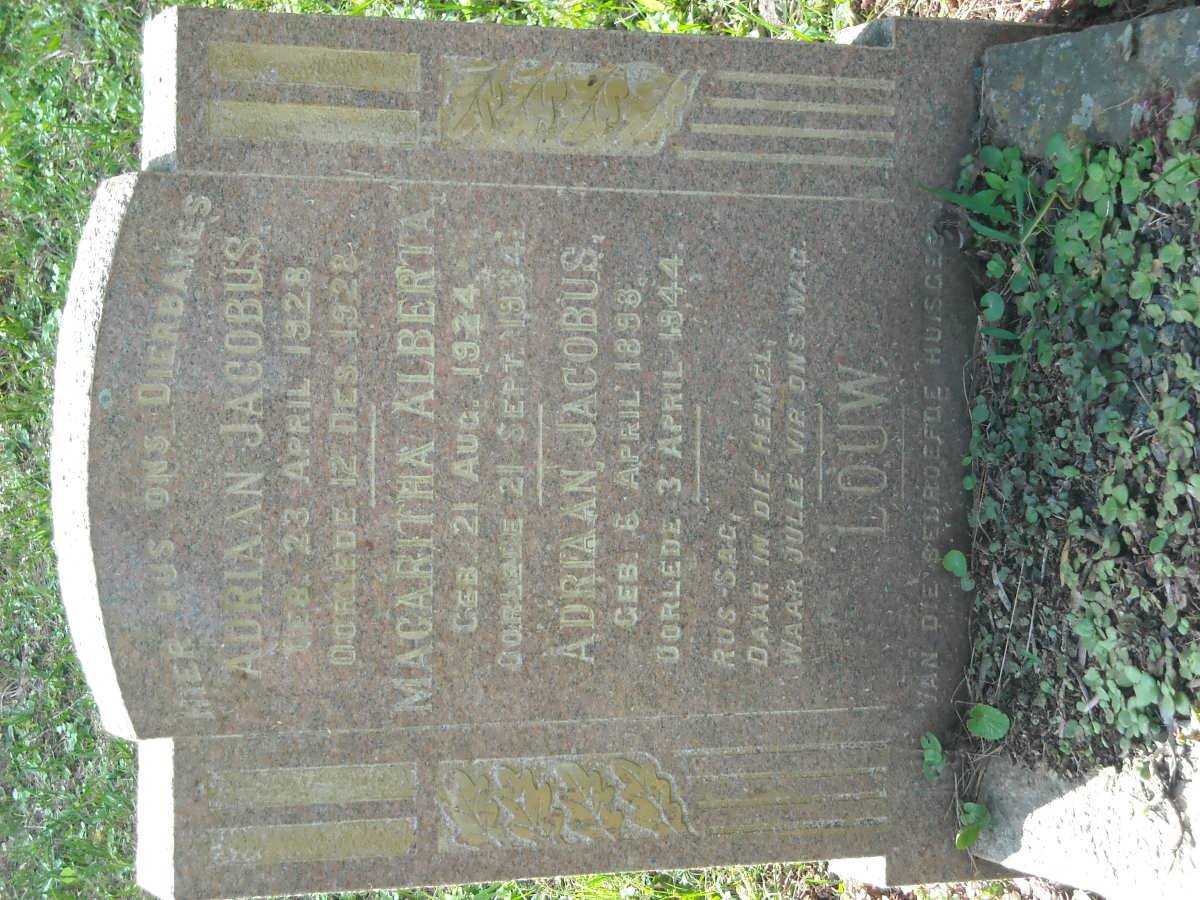 HIER RUS ONS DIERBARES
ADRIAN JACOBUS.
GEB. 23 APRIL 1928
OORLEDE 12 DES. 1928.
MAGARITHA ALBERTA.
GEB. 21 AUG. 1924.
OORLEDE 21 SEPT. 1934.
ADRIAAN JACOBUS.
GEB. 6 APRIL 1898.
OORLEDE 3 APRIL 1944.
RUS SAG,
DAAR IN DIE HEMEL,
WAAR JULLE VIR ONS WAG.
LOUW.
VAN DIE BEDROEFDE HUISGESIN